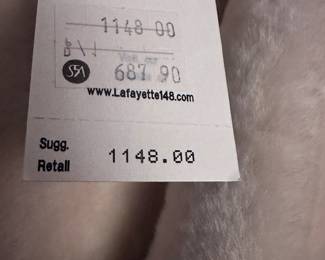 1148 00
687.90
www.Lafayette148.com
Sugg.
Retail 1148.00